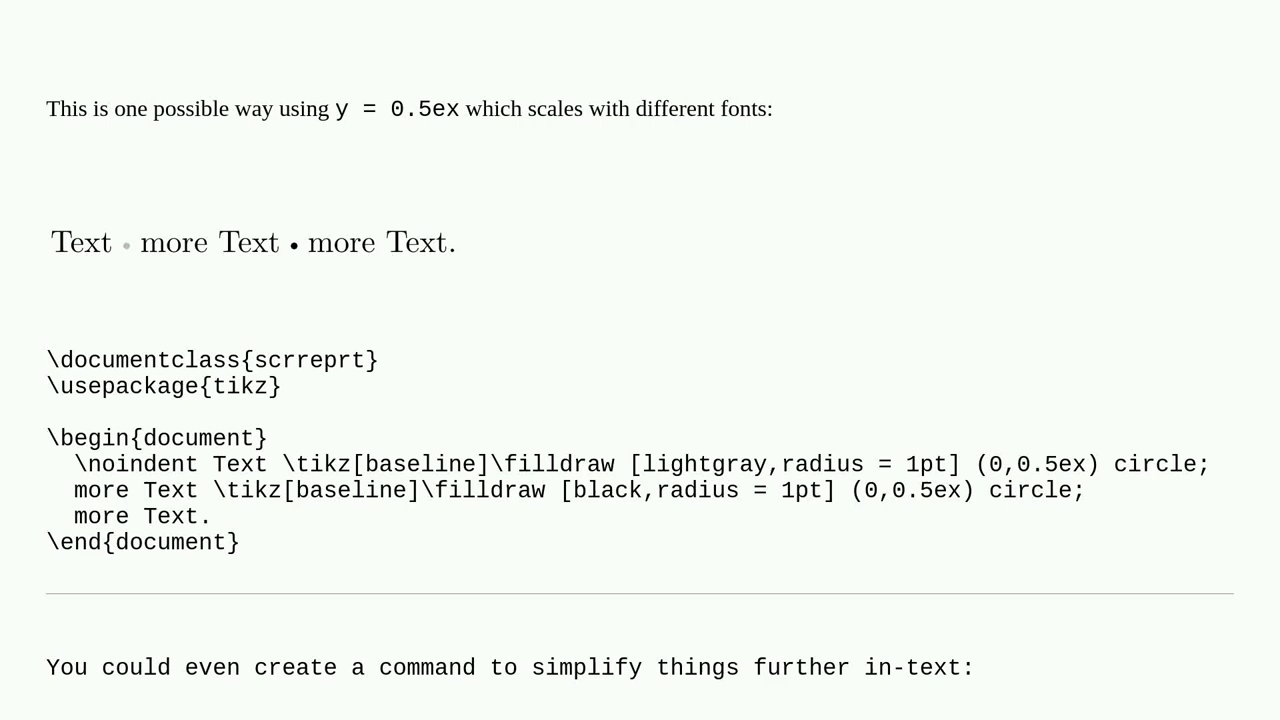 This is one possible way using y = 0.5ex which scales with different fonts:
Text • more Text • more Text.
\documentclass{scrreprt}
\usepackage{tikz}
\begin{document}
  \noindent Text \tikz[baseline]\filldraw [lightgray,radius = 1pt] (0,0.5ex) circle;
  more Text \tikz[baseline]\filldraw [black,radius = 1pt] (0,0.5ex) circle;
  more Text.
\end{document}
You could even create a command to simplify things further in-text: